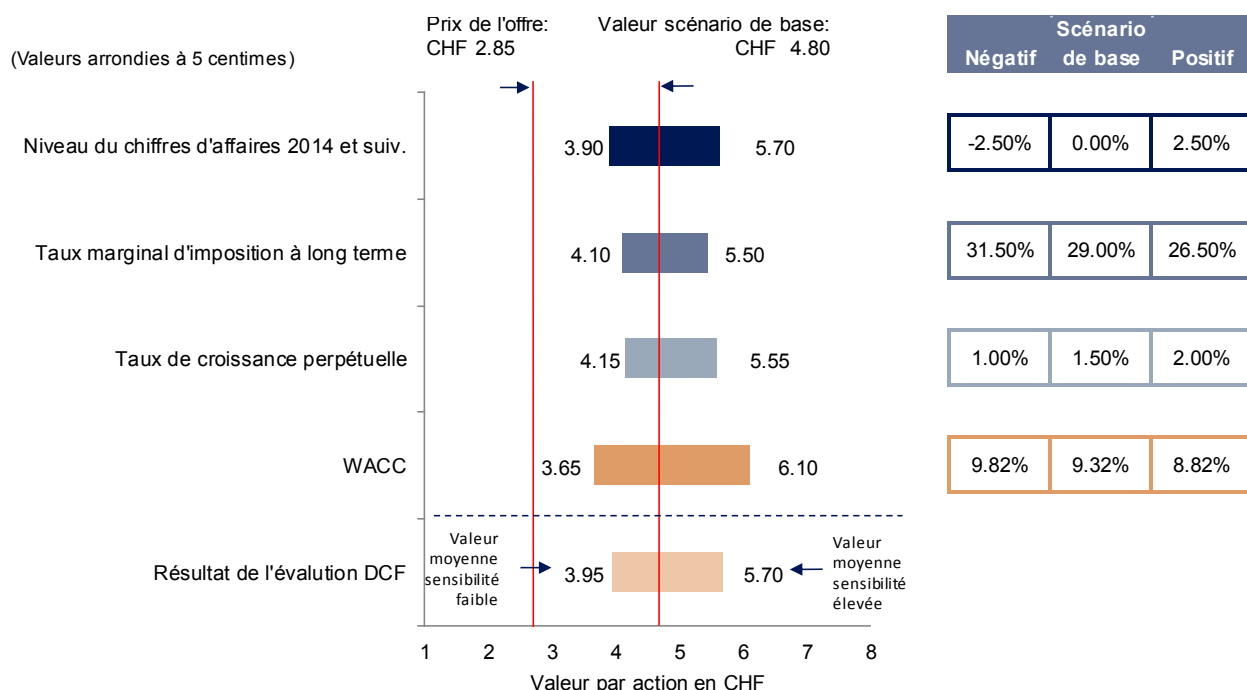 Prix de l'offre:
CHF 2.85
Valeur scénario de base:
CHF 4.80
(Valeurs arrondies à 5 centimes)
Scénario
Négatif de base Positif
Niveau du chiffres d'affaires 2014 et suiv.
3.90 5.70
-2.50% 0.00% 2.50%
Taux marginal d'imposition à long terme
4.10 5.50
31.50% 29.00% 26.50%
Taux de croissance perpétuelle
4.15 5.55
1.00% 1.50% 2.00%
WACC
3.65 6.10
9.82% 9.32% 8.82%
Résultat de l'évalution DCF
Valeur
moyenne
sensibilité
faible
3.95 5.70
Valeur
moyenne
sensibilité
élevée
1 2 3 4 5 6 7 8
Valeur par action en CHF